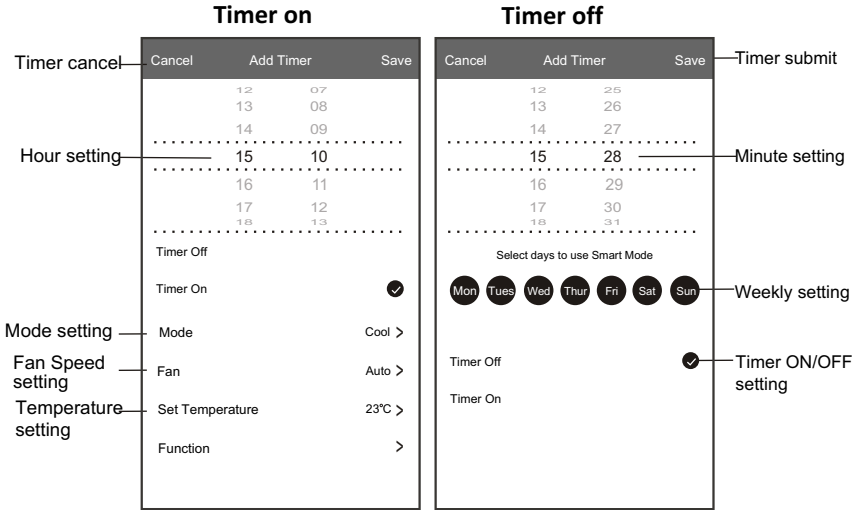 Timer on
Timer off
Timer cancel
Cancel Add Timer Save
12 07
13 08
14 09
Hour setting
15 10
16 11
17 12
18 13
Timer Off
Timer On
Mode setting
Mode Cool >
Fan Speed
setting
Fan Auto >
Temperature
setting
Set Temperature 23℃ >
Function >
Cancel Add Timer Save
Timer submit
12 25
13 26
14 27
15 28
Minute setting
16 29
17 30
18 31
Select days to use Smart Mode
Mon Tues Wed Thur Fri Sat Sun
Weekly setting
Timer Off
Timer ON/OFF
setting
Timer On